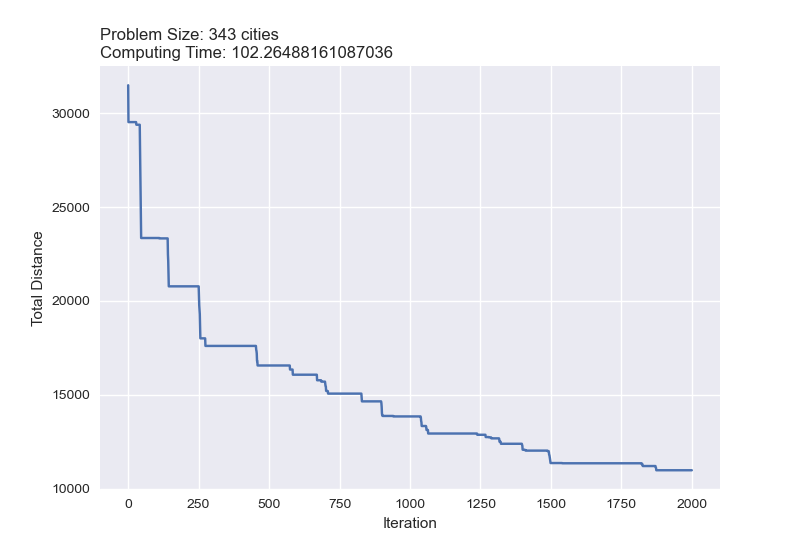 Problem Size: 343 cities
Computing Time: 102.26488161087036
30000
25000
20000
15000
10000
Total Distance
0 250 500 750 1000 1250 1500 1750 2000
Iteration